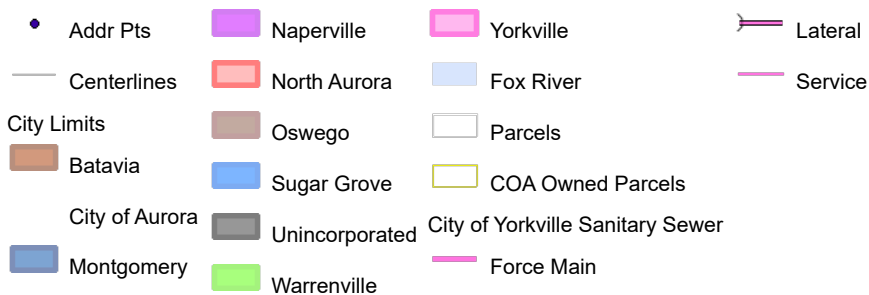 Addr Pts
Centerlines
City Limits
Batavia
City of Aurora
Montgomery
Naperville
North Aurora
Oswego
Sugar Grove
Unincorporated
Warrenville
Yorkville
Fox River
Parcels
COA Owned Parcels
City of Yorkville Sanitary Sewer
Force Main
Lateral
Service